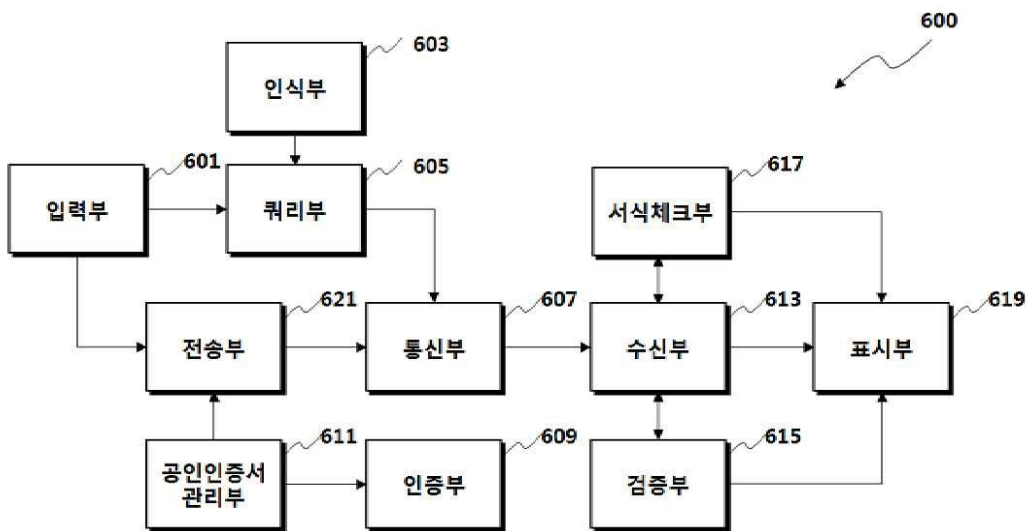 603
600
인식부
601
605
617
입력부
쿼리부
서식체크부
621
607
613
619
전송부
통신부
수신부
표시부
611
609
615
공인인증서
관리부
인증부
검증부